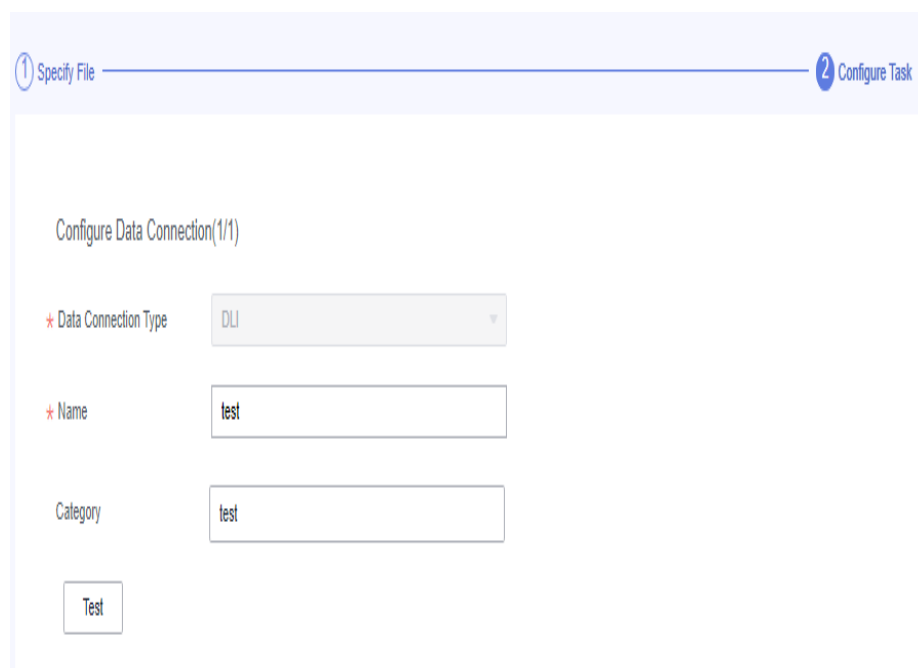 1 Specify File 2 Configure Task
Configure Data Connection(1/1)
* Data Connection Type DLI
* Name test
Category test
Test